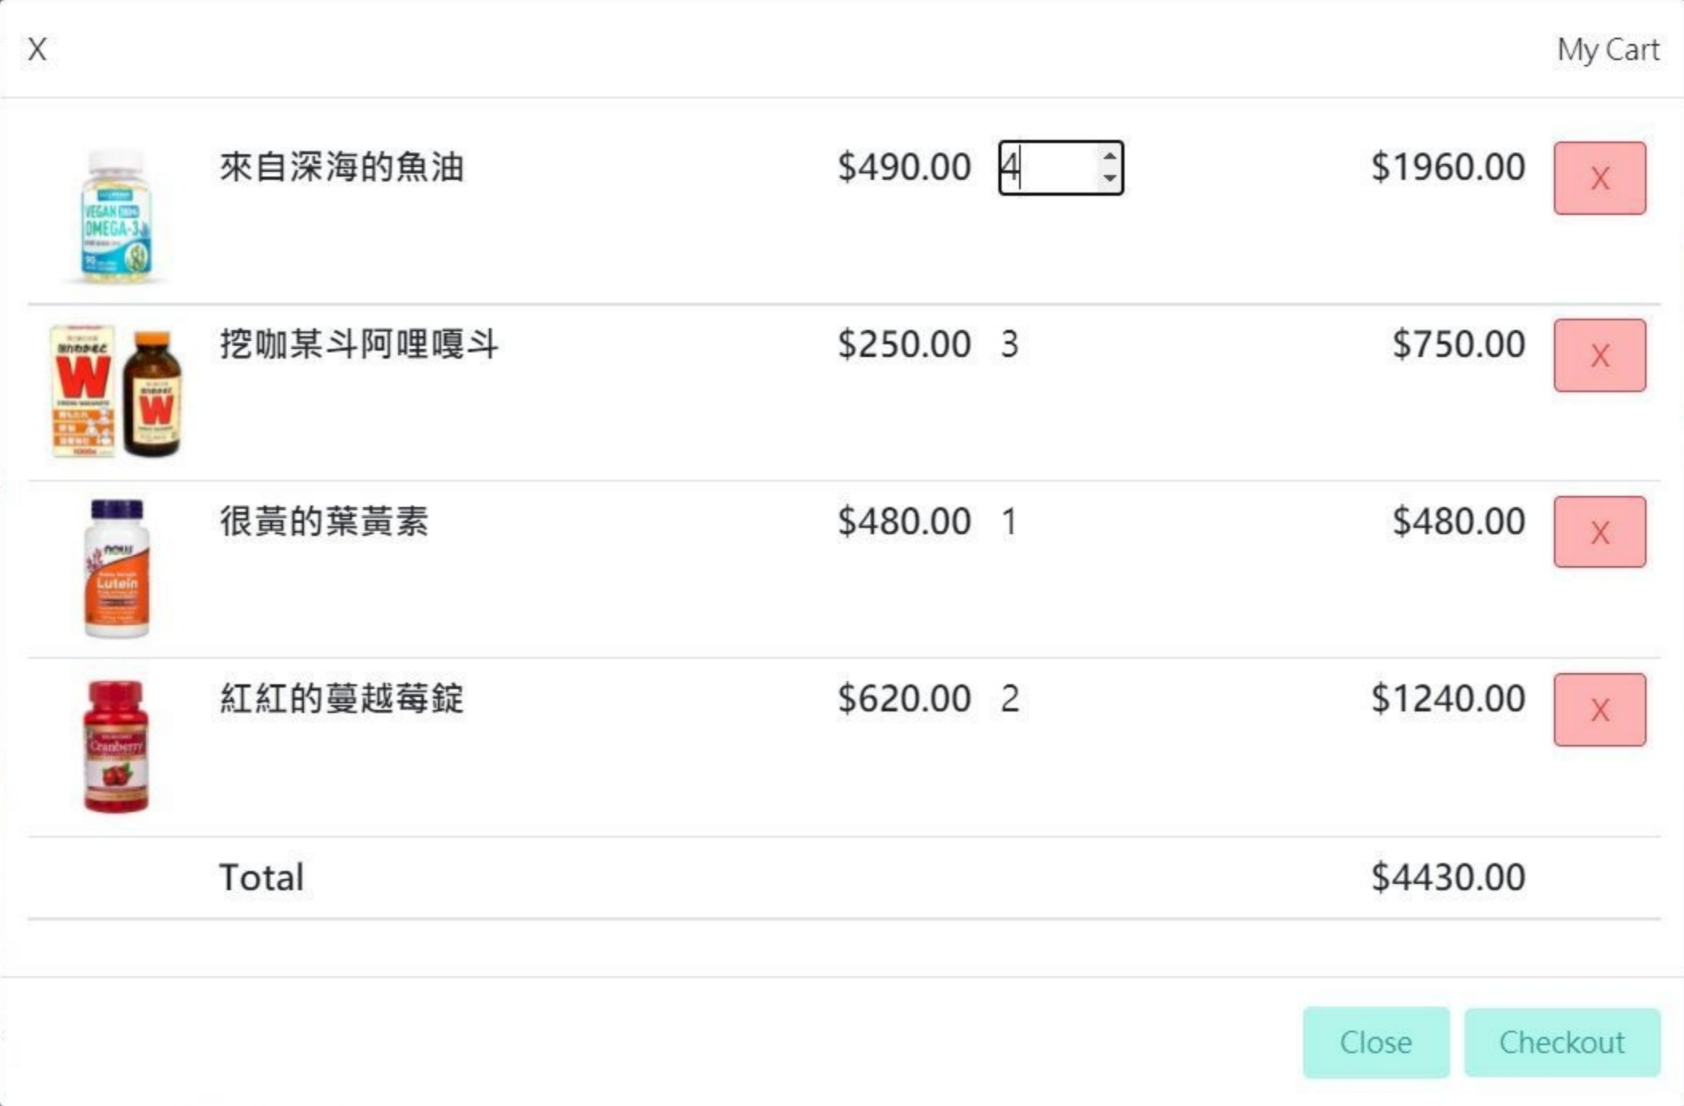 X My Cart
來自深海的魚油 $490.00 4 $1960.00 X
VEGAN
OMEGA-3
90
挖咖某斗阿哩嘎斗 $250.00 3 $750.00 X
W
W
1000
很黃的葉黃素 $480.00 1 $480.00 X
now
Lutein
紅紅的蔓越莓錠 $620.00 2 $1240.00 X
Cranberry
Total $4430.00
Close Checkout